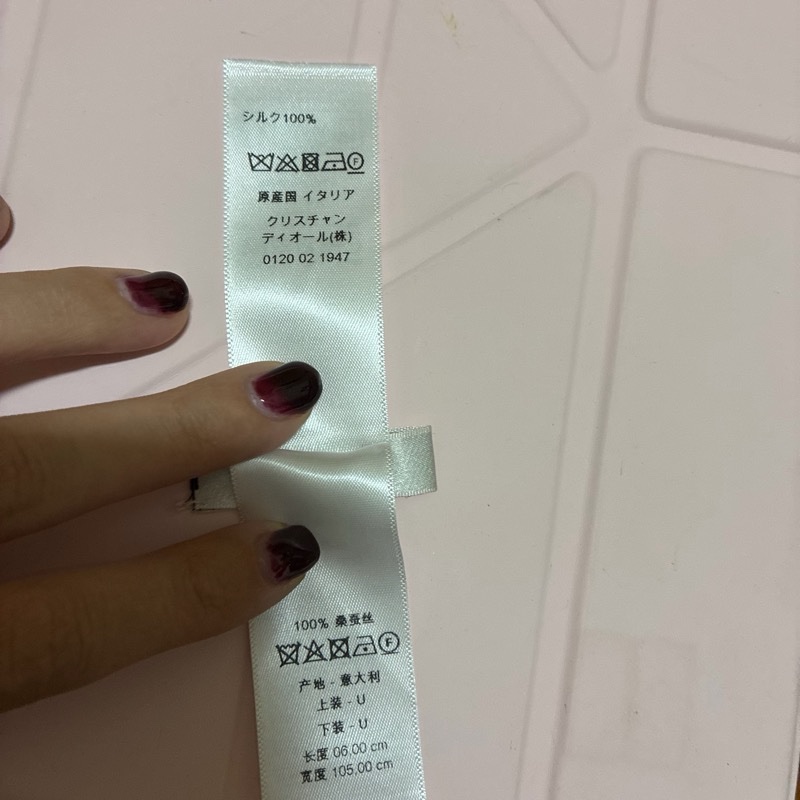 シルク100%
F
原産国 イタリア
クリスチャン
ディオール(株)
0120 02 1947
100% 桑蚕丝
F
产地 - 意大利
上装 - U
下装 - U
长度 06.00 cm
宽度 105.00 cm